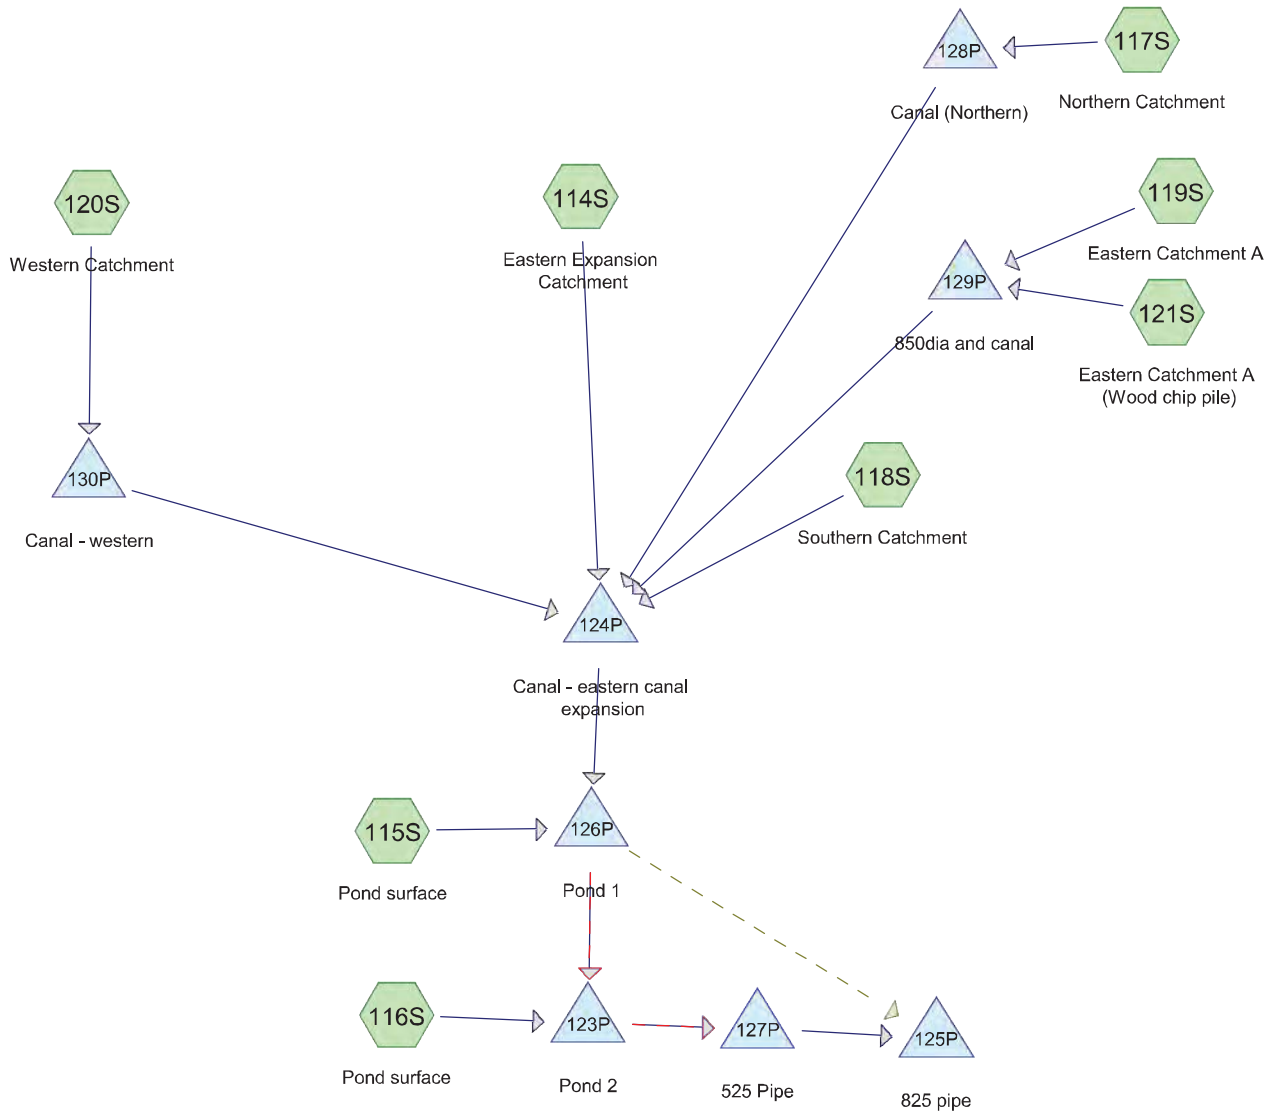 128P
117S
Canal (Northern)
Northern Catchment
120S
Western Catchment
114S
Eastern Expansion
Catchment
119S
Eastern Catchment A
129P
850dia and canal
121S
Eastern Catchment A
(Wood chip pile)
130P
Canal - western
118S
Southern Catchment
124P
Canal - eastern canal
expansion
115S
Pond surface
126P
Pond 1
116S
Pond surface
123P
Pond 2
127P
525 Pipe
125P
825 pipe